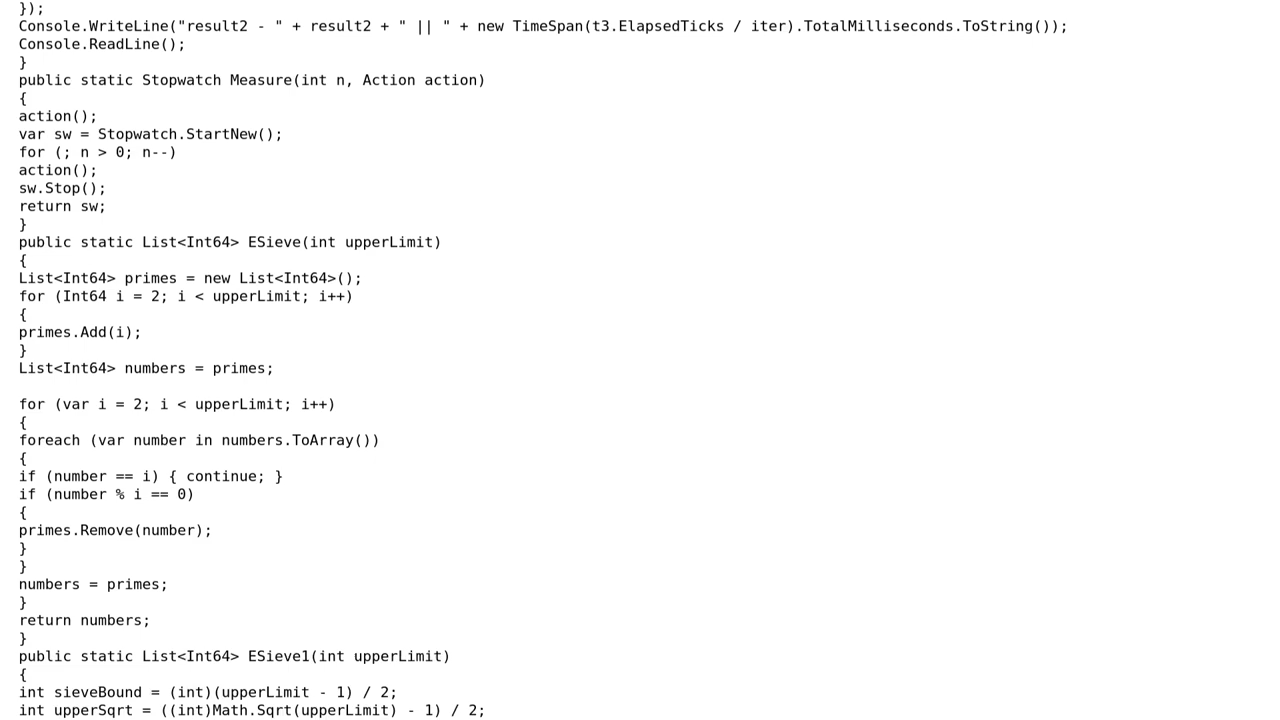 });
Console.WriteLine("result2 - " + result2 + " || " + new TimeSpan(t3.ElapsedTicks / iter).TotalMilliseconds.ToString());
Console.ReadLine();
}
public static Stopwatch Measure(int n, Action action)
{
action();
var sw = Stopwatch.StartNew();
for (; n > 0; n--)
action();
sw.Stop();
return sw;
}
public static List<Int64> ESieve(int upperLimit)
{
List<Int64> primes = new List<Int64>();
for (Int64 i = 2; i < upperLimit; i++)
{
primes.Add(i);
}
List<Int64> numbers = primes;

for (var i = 2; i < upperLimit; i++)
{
foreach (var number in numbers.ToArray())
{
if (number == i) { continue; }
if (number % i == 0)
{
primes.Remove(number);
}
}
numbers = primes;
}
return numbers;
}
public static List<Int64> ESieve1(int upperLimit)
{
int sieveBound = (int)(upperLimit - 1) / 2;
int upperSqrt = ((int)Math.Sqrt(upperLimit) - 1) / 2;